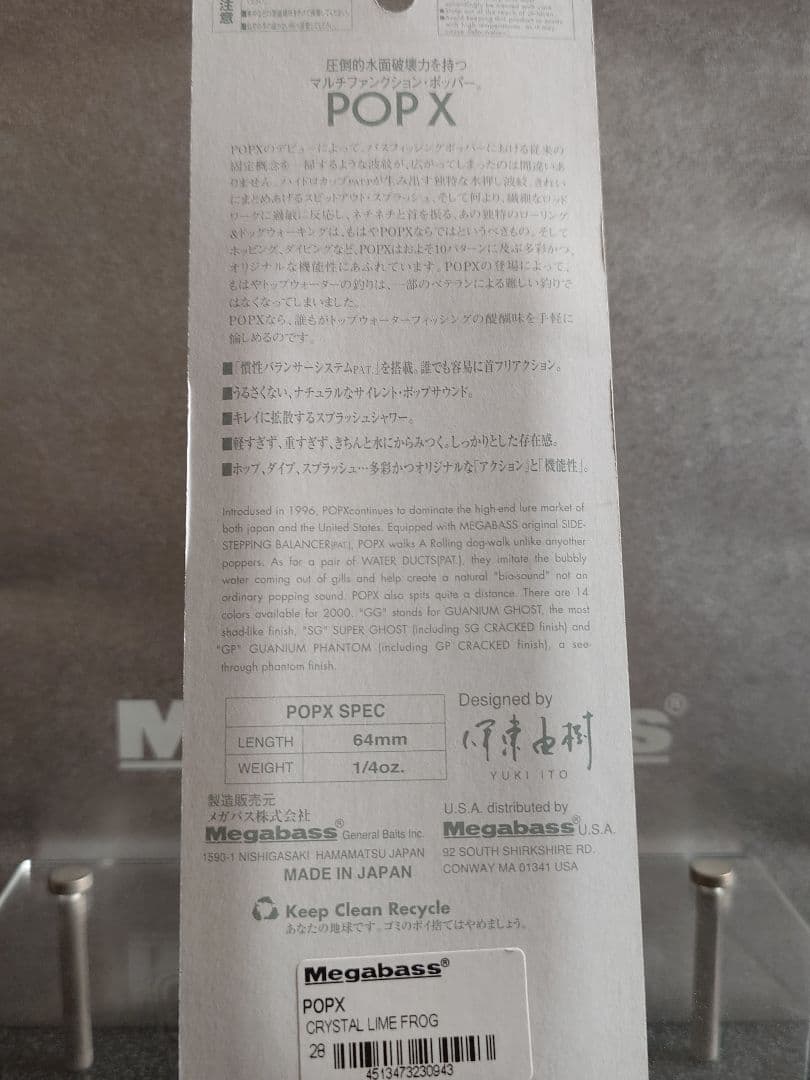 注意
圧倒的水面破壊力を持つ
マルチファンクション・ポッパー。
POP X
POPXのデビューによって、バスフィッシングポッパーにおける従来の
固定概念を一掃するような波紋が、広がってしまったのは間違いあ
りません。ハイドロカップPAT.Pが生み出す独特な水押し波紋、きれい
にまとめあげるスピットアウト・スプラッシュ、そして何より、繊細なロッド
ワークに過敏に反応し、ネチネチと首を振る、あの独特のローリング
&ドッグウォーキングは、もはやPOPXならではというべきもの。そして
ホッピング、ダイビングなど、POPXはおよそ10パターンに及ぶ多彩かつ、
オリジナルな機能性にあふれています。POPXの登場によって、
もはやトップウォーターの釣りは、一部のベテランによる難しい釣りで
はなくなってしまいました。
POPXなら、誰もがトップウォーターフィッシングの醍醐味を手軽に
愉しめるのです。
■「慣性バランサーシステムPAT.」を搭載。誰でも容易に首フリアクション。
■うるさくない、ナチュラルなサイレント・ポップサウンド。
■キレイに拡散するスプラッシュシャワー。
■軽すぎず、重すぎず、きちんと水にからみつく。しっかりとした存在感。
■ホップ、ダイブ、スプラッシュ…多彩かつオリジナルな「アクション」と「機能性」。
Introdused in 1996, POPXcontinues to dominate the high-end lure market of
both japan and the United States. Equipped with MEGABASS original SIDE-
STEPPING BALANCER(PAT.), POPX walks A Rolling dog-walk unlike anyother
poppers. As for a pair of WATER DUCTS(PAT.), they imitate the bubbly
water coming out of gills and help create a natural "bio-sound" not an
ordinary popping sound. POPX also spits quite a distance. There are 14
colors available for 2000. "GG" stands for GUANIUM GHOST, the most
shad-like finish, "SG" SUPER GHOST (including SG CRACKED finish) and
"GP" GUANIUM PHANTOM (including GP CRACKED finish), a see-
through phantom finish.
POPX SPEC
LENGTH 64mm
WEIGHT 1/4oz.
Designed by
伊東由樹
YUKI ITO
製造販売元
メガバス株式会社
Megabass® General Baits Inc.
1590-1 NISHIGASAKI HAMAMATSU JAPAN
MADE IN JAPAN
U.S.A. distributed by
Megabass® U.S.A.
92 SOUTH SHIRKSHIRE RD.
CONWAY MA 01341 USA
Keep Clean Recycle
あなたの地球です。ゴミのポイ捨てはやめましょう。
Megabass®
POPX
CRYSTAL LIME FROG
28
4513473230943